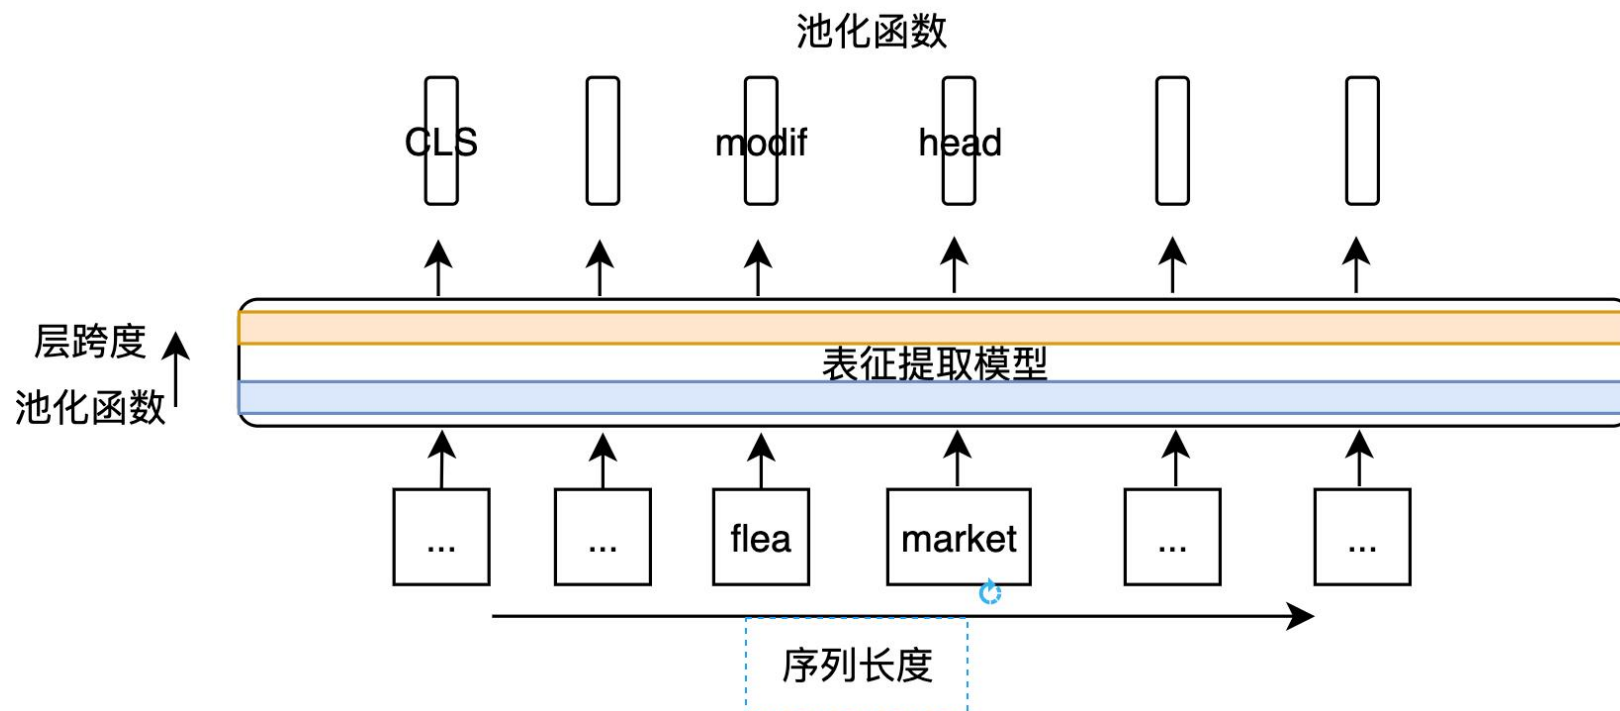 池化函数
CLS modif head
层跨度
表征提取模型
池化函数
... ... flea market ... ...
序列长度